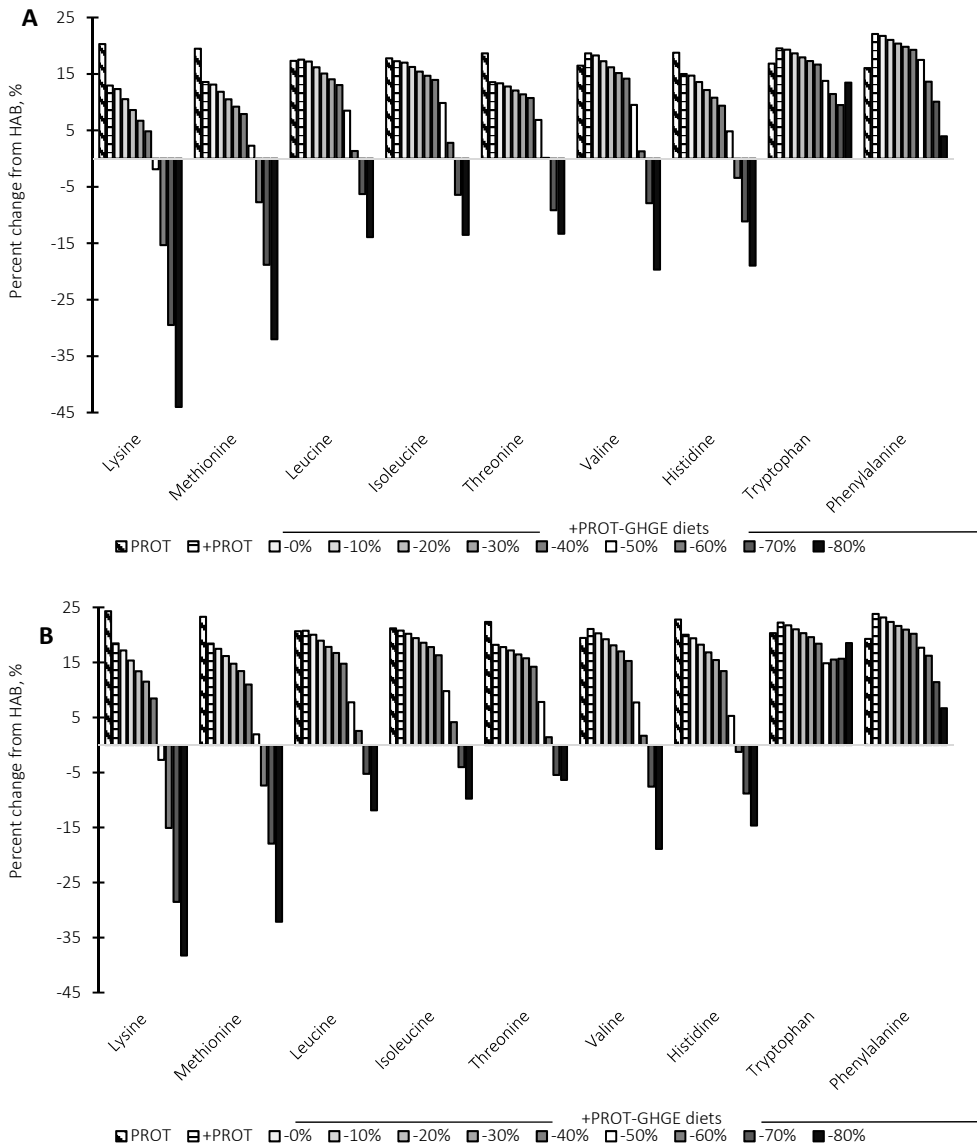 A
25
15
5
-5
-15
-25
-35
-45
Percent change from HAB, %
Lysine
Methionine
Leucine
Isoleucine
Threonine
Valine
Histidine
Tryptophan
Phenylalanine
+PROT-GHGE diets
PROT +PROT -0% -10% -20% -30% -40% -50% -60% -70% -80%
B
25
15
5
-5
-15
-25
-35
-45
Percent change from HAB, %
Lysine
Methionine
Leucine
Isoleucine
Threonine
Valine
Histidine
Tryptophan
Phenylalanine
+PROT-GHGE diets
PROT +PROT -0% -10% -20% -30% -40% -50% -60% -70% -80%